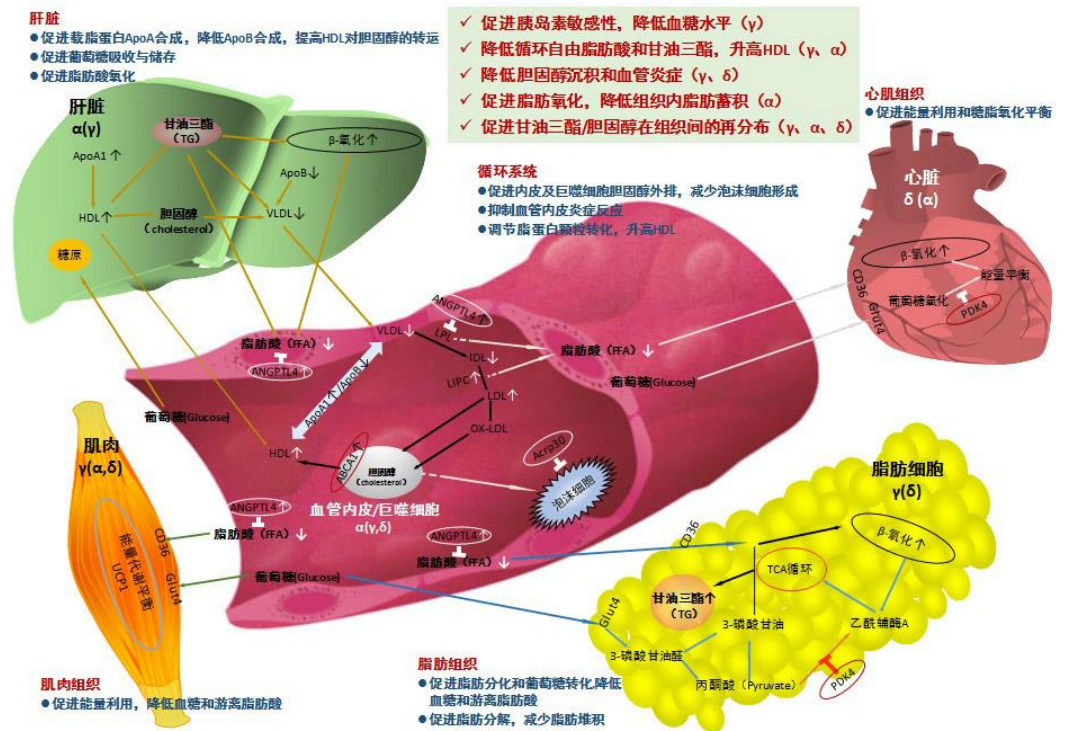 肝脏
●促进载脂蛋白ApoA合成，降低ApoB合成，提高HDL对胆固醇的转运
●促进葡萄糖吸收与储存
●促进脂肪酸氧化
✓ 促进胰岛素敏感性，降低血糖水平（γ）
✓ 降低循环自由脂肪酸和甘油三酯，升高HDL（γ、α）
✓ 降低胆固醇沉积和血管炎症（γ、δ）
✓ 促进脂肪氧化，降低组织内脂肪蓄积（α）
✓ 促进甘油三酯/胆固醇在组织间的再分布（γ、α、δ）
心肌组织
●促进能量利用和糖脂氧化平衡
肝脏
α(γ)
甘油三酯
(TG)
β-氧化↑
ApoA1↑
ApoB↓
HDL↑
胆固醇
(cholesterol)
VLDL↓
糖原
循环系统
●促进内皮及巨噬细胞胆固醇外排，减少泡沫细胞形成
●抑制血管内皮炎症反应
●调节脂蛋白颗粒转化，升高HDL
心脏
δ(α)
β-氧化↑
能量平衡
CD36
葡萄糖氧化
Glut4
PDK4
ANGPTL4↑
VLDL↓
LPL
脂肪酸（FFA）↓
ANGPTL4↑
IDL↓
脂肪酸（FFA）↓
LIPC↑
葡萄糖(Glucose)
ApoA1↑/ApoB↓
LDL↑
葡萄糖(Glucose)
OX-LDL
HDL↑
ABCA1↑
胆固醇
(cholesterol)
Acrp30
泡沫细胞
血管内皮/巨噬细胞
α(γ,δ)
肌肉
γ(α,δ)
ANGPTL4↑
脂肪酸（FFA）↓
ANGPTL4↑
脂肪酸（FFA）↓
CD36
能量代谢平衡
UCP1
Glut4
葡萄糖(Glucose)
脂肪细胞
γ(δ)
CD36
β-氧化↑
TCA循环
甘油三酯↑
(TG)
Glut4
3-磷酸甘油
乙酰辅酶A
3-磷酸甘油醛
丙酮酸（Pyruvate）
PDK4
肌肉组织
●促进能量利用，降低血糖和游离脂肪酸
脂肪组织
●促进脂肪分化和葡萄糖转化,降低
血糖和游离脂肪酸
●促进脂肪分解，减少脂肪堆积